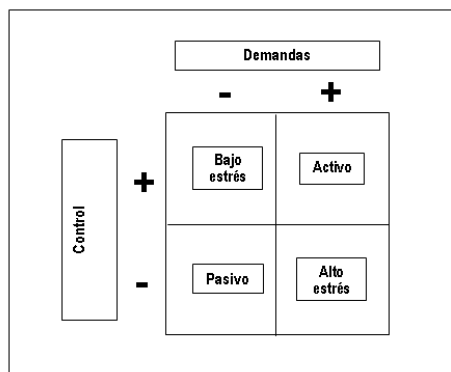 Demandas
- +
Bajo
estrés
Activo
Control
+
-
Pasivo
Alto
estrés